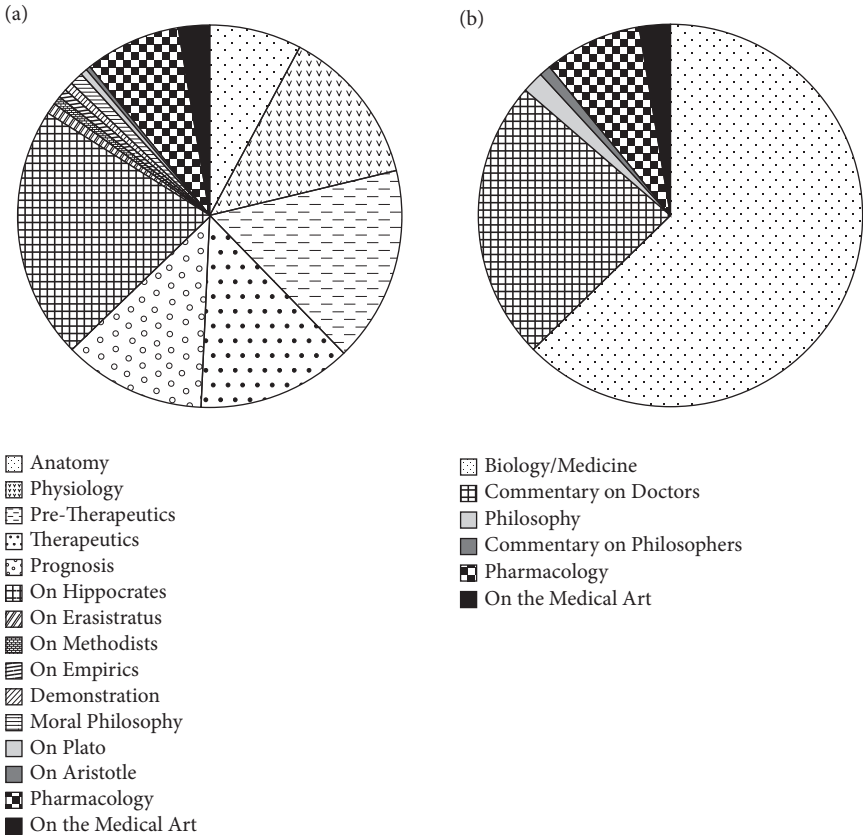 (a)
Anatomy
Physiology
Pre-Therapeutics
Therapeutics
Prognosis
On Hippocrates
On Erasistratus
On Methodists
On Empirics
Demonstration
Moral Philosophy
On Plato
On Aristotle
Pharmacology
On the Medical Art
(b)
Biology/Medicine
Commentary on Doctors
Philosophy
Commentary on Philosophers
Pharmacology
On the Medical Art